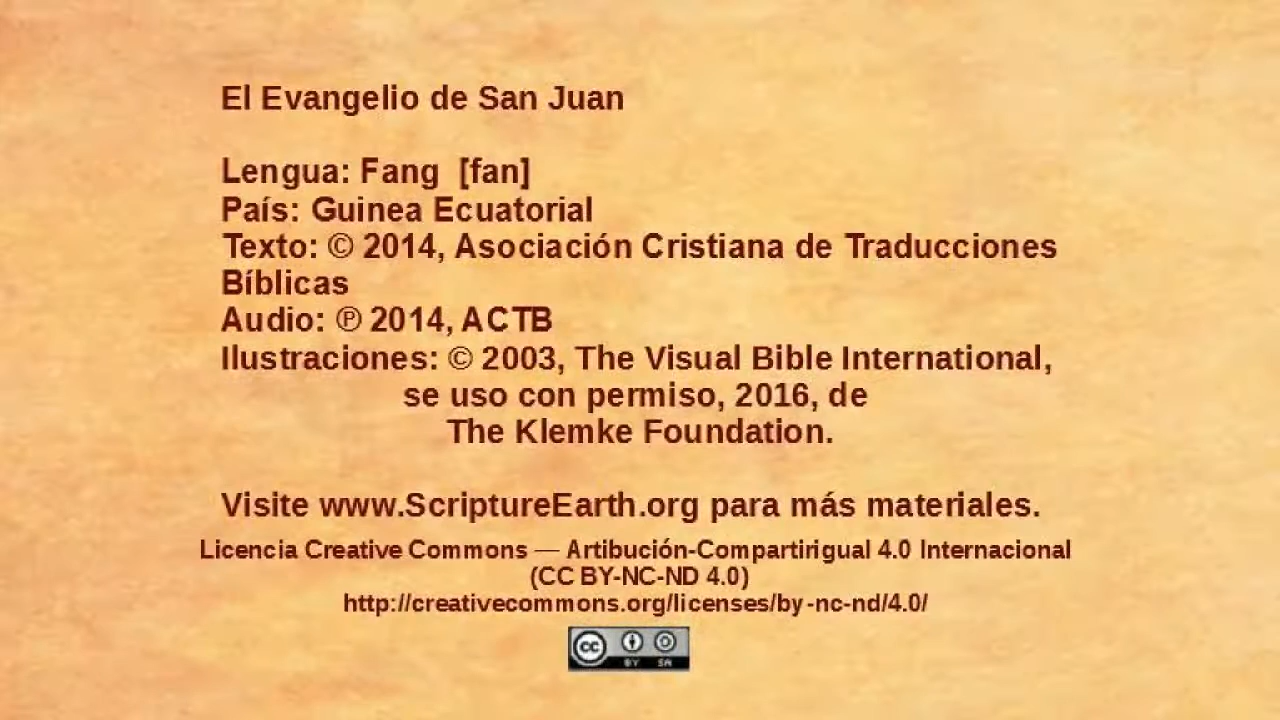 El Evangelio de San Juan
Lengua: Fang [fan]
País: Guinea Ecuatorial
Texto: © 2014, Asociación Cristiana de Traducciones
Bíblicas
Audio: ℗ 2014, ACTB
Ilustraciones: © 2003, The Visual Bible International,
se uso con permiso, 2016, de
The Klemke Foundation.
Visite www.ScriptureEarth.org para más materiales.
Licencia Creative Commons — Artibución-Compartirigual 4.0 Internacional
(CC BY-NC-ND 4.0)
http://creativecommons.org/licenses/by-nc-nd/4.0/
cc BY SA